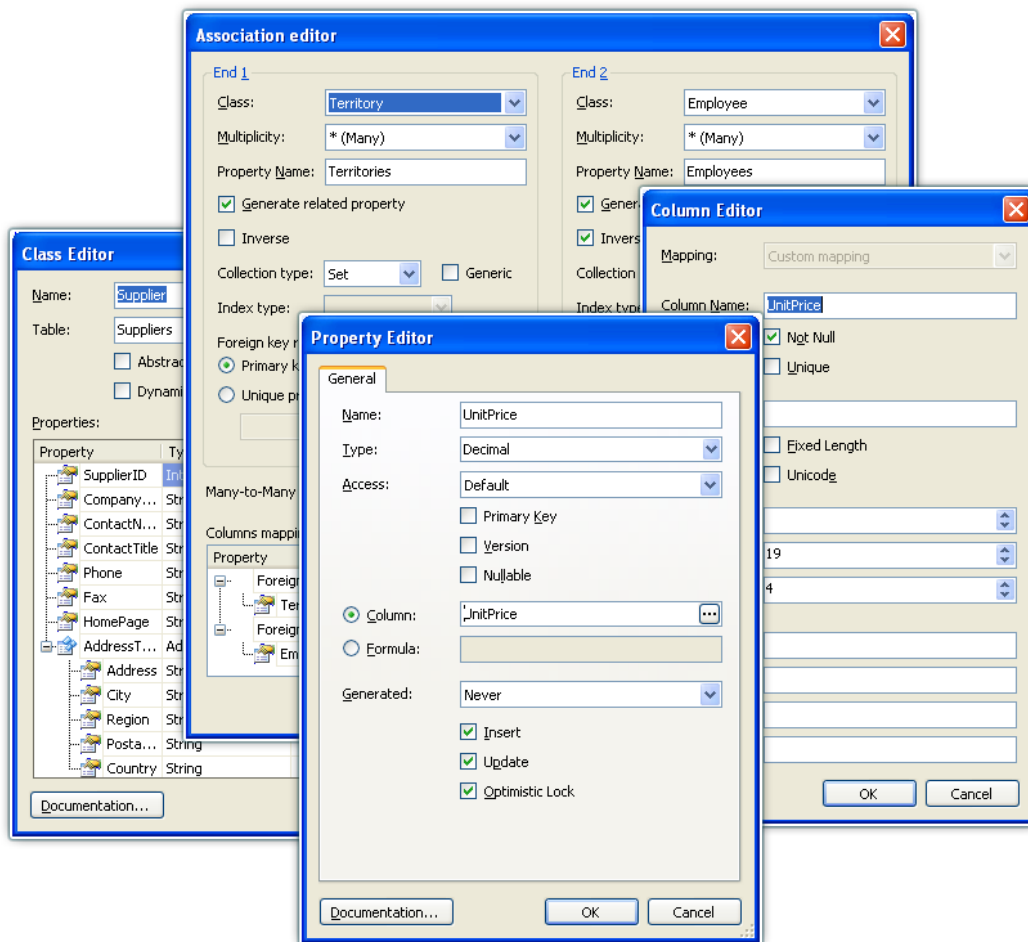 Association editor
End 1
Class: Territory
Multiplicity: * (Many)
Property Name: Territories
Generate related property
Inverse
Collection type: Set Generic
Index type:
Foreign key r
Primary k
Unique pr
Many-to-Many
Columns mappi
Property
Foreig
Ter
Foreig
Em
End 2
Class: Employee
Multiplicity: * (Many)
Property Name: Employees
Gener
Invers
Collection
Index type
Column Editor
Mapping: Custom mapping
Column Name: UnitPrice
Not Null
Unique
Fixed Length
Unicode
19
4
OK Cancel
Class Editor
Name: Supplier
Table: Suppliers
Abstrac
Dynami
Properties:
Property Ty
SupplierID Int
Company... Str
ContactN... Str
ContactTitle Str
Phone Str
Fax Str
HomePage Str
AddressT... Ad
Address Str
City Str
Region Str
Posta... String
Country String
Documentation...
Property Editor
General
Name: UnitPrice
Type: Decimal
Access: Default
Primary Key
Version
Nullable
Column: UnitPrice ...
Formula:
Generated: Never
Insert
Update
Optimistic Lock
Documentation... OK Cancel